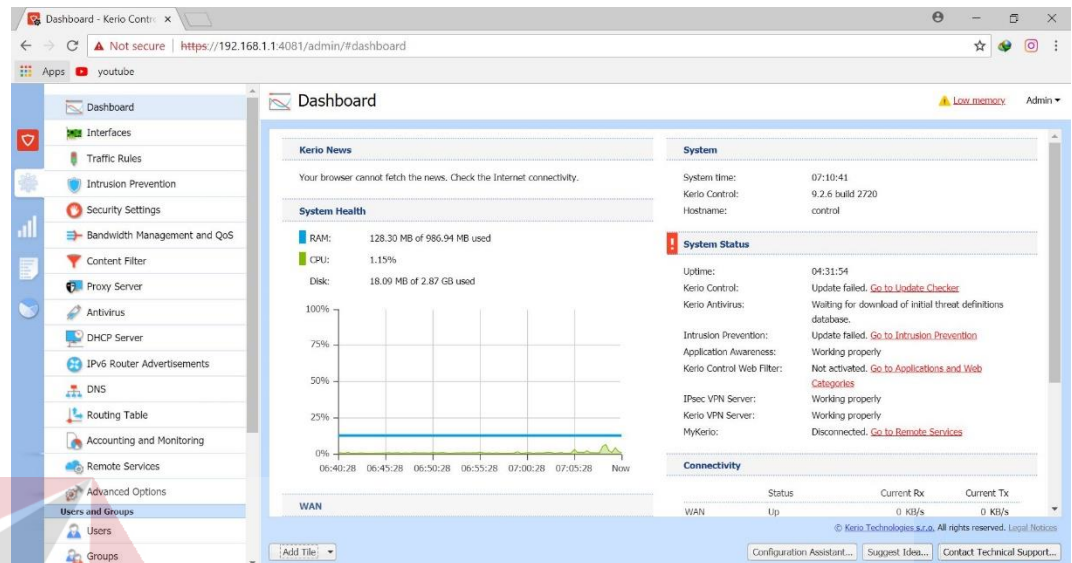 Dashboard - Kerio Contr
Not secure | https://192.168.1.1:4081/admin/#dashboard
Apps youtube
Dashboard
Interfaces
Traffic Rules
Intrusion Prevention
Security Settings
Bandwidth Management and QoS
Content Filter
Proxy Server
Antivirus
DHCP Server
IPv6 Router Advertisements
DNS
Routing Table
Accounting and Monitoring
Remote Services
Advanced Options
Users and Groups
Users
Groups
Dashboard
Low memory Admin
Kerio News
Your browser cannot fetch the news. Check the Internet connectivity.
System Health
RAM: 128.30 MB of 986.94 MB used
CPU: 1.15%
Disk: 18.09 MB of 2.87 GB used
100%
75%
50%
25%
0%
06:40:28 06:45:28 06:50:28 06:55:28 07:00:28 07:05:28 Now
WAN
System
System time: 07:10:41
Kerio Control: 9.2.6 build 2720
Hostname: control
System Status
Uptime: 04:31:54
Kerio Control: Update failed. Go to Update Checker
Kerio Antivirus: Waiting for download of initial threat definitions
database.
Intrusion Prevention: Update failed. Go to Intrusion Prevention
Application Awareness: Working properly
Kerio Control Web Filter: Not activated. Go to Applications and Web
Categories
IPsec VPN Server: Working properly
Kerio VPN Server: Working properly
MyKerio: Disconnected. Go to Remote Services
Connectivity
Status Current Rx Current Tx
WAN Up 0 KB/s 0 KB/s
© Kerio Technologies s.r.o. All rights reserved. Legal Notices
Add Tile
Configuration Assistant... Suggest Idea... Contact Technical Support...